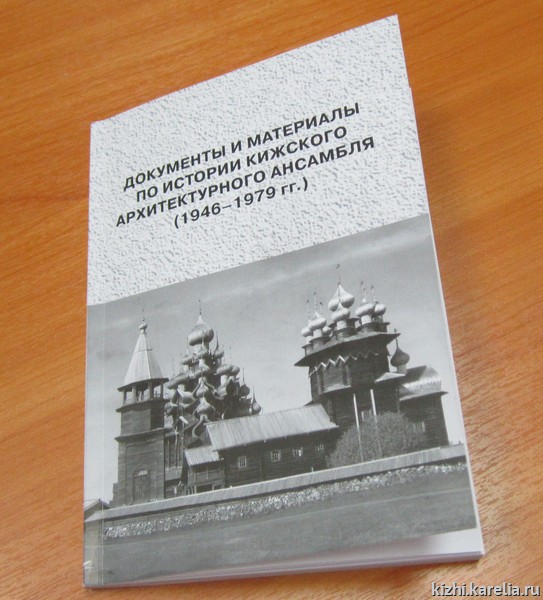 ДОКУМЕНТЫ И МАТЕРИАЛЫ
ПО ИСТОРИИ КИЖСКОГО
АРХИТЕКТУРНОГО АНСАМБЛЯ
(1946–1979 гг.)
kizhi.karelia.ru